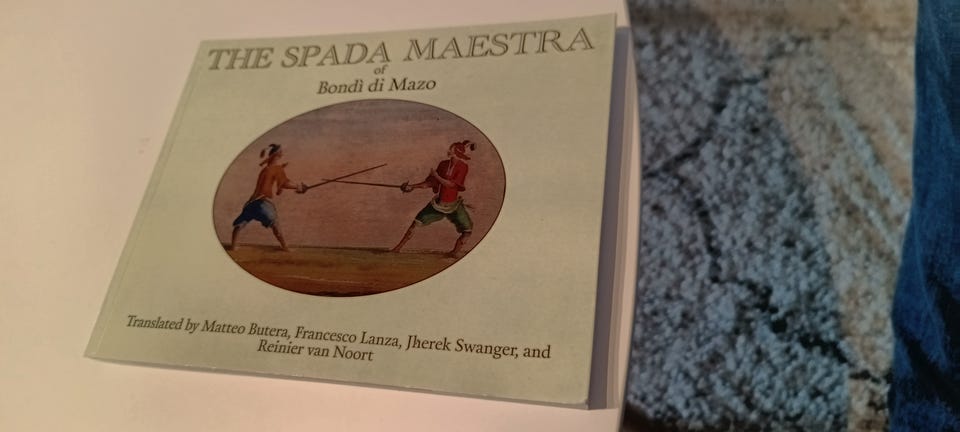 THE SPADA MAESTRA
of
Bondì di Mazo
Translated by Matteo Butera, Francesco Lanza, Jherek Swanger, and
Reinier van Noort